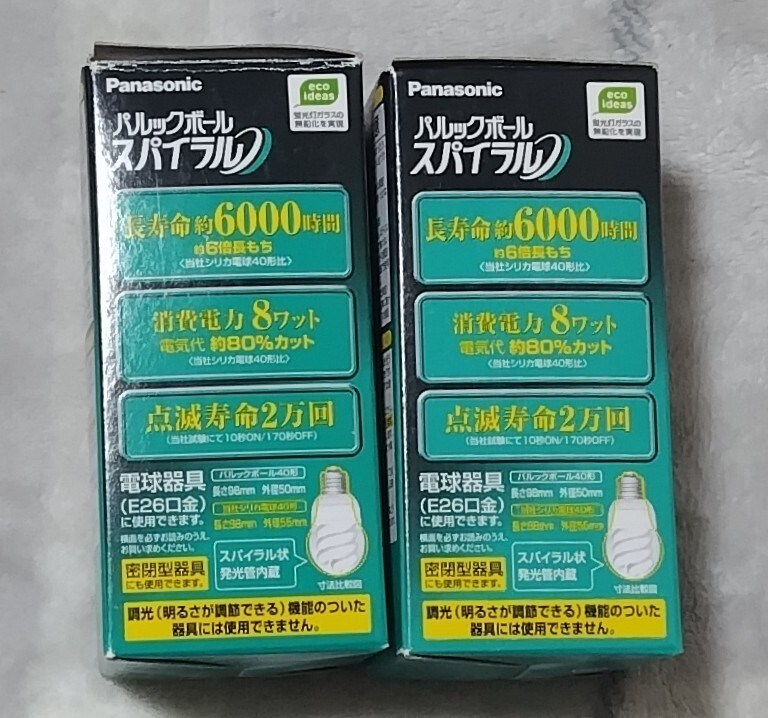 Panasonic
eco
ideas
蛍光灯ガラスの
無鉛化を実現
パルックボール
スパイラル
長寿命約6000時間
約6倍長もち
〈当社シリカ電球40形比〉
消費電力 8ワット
電気代 約80%カット
〈当社シリカ電球40形比〉
点滅寿命2万回
(当社試験にて10秒ON/170秒OFF)
電球器具
(E26口金)
に使用できます。
横面を必ずお読みのうえ、
お買い求めください。
パルックボール40形
長さ98mm 外径50mm
当社シリカ電球40形
長さ98mm 外径55mm
スパイラル状
発光管内蔵
寸法比較図
密閉型器具
にも使用できます。
調光(明るさが調節できる)機能のついた
器具には使用できません。
Panasonic
eco
ideas
蛍光灯ガラスの
無鉛化を実現
パルックボール
スパイラル
長寿命約6000時間
約6倍長もち
〈当社シリカ電球40形比〉
消費電力 8ワット
電気代 約80%カット
〈当社シリカ電球40形比〉
点滅寿命2万回
(当社試験にて10秒ON/170秒OFF)
電球器具
(E26口金)
に使用できます。
横面を必ずお読みのうえ、
お買い求めください。
パルックボール40形
長さ98mm 外径50mm
当社シリカ電球40形
スパイラル状
発光管内蔵
寸法比較図
密閉型器具
にも使用できます。
調光(明るさが調節できる)機能のついた
器具には使用できません。